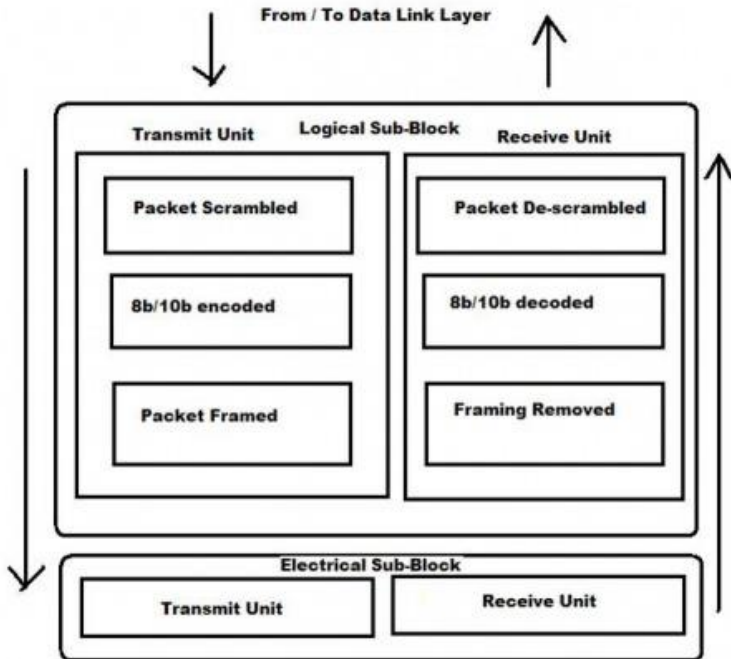 From / To Data Link Layer
Logical Sub-Block
Transmit Unit
Receive Unit
Packet Scrambled
Packet De-scrambled
8b/10b encoded
8b/10b decoded
Packet Framed
Framing Removed
Electrical Sub-Block
Transmit Unit
Receive Unit